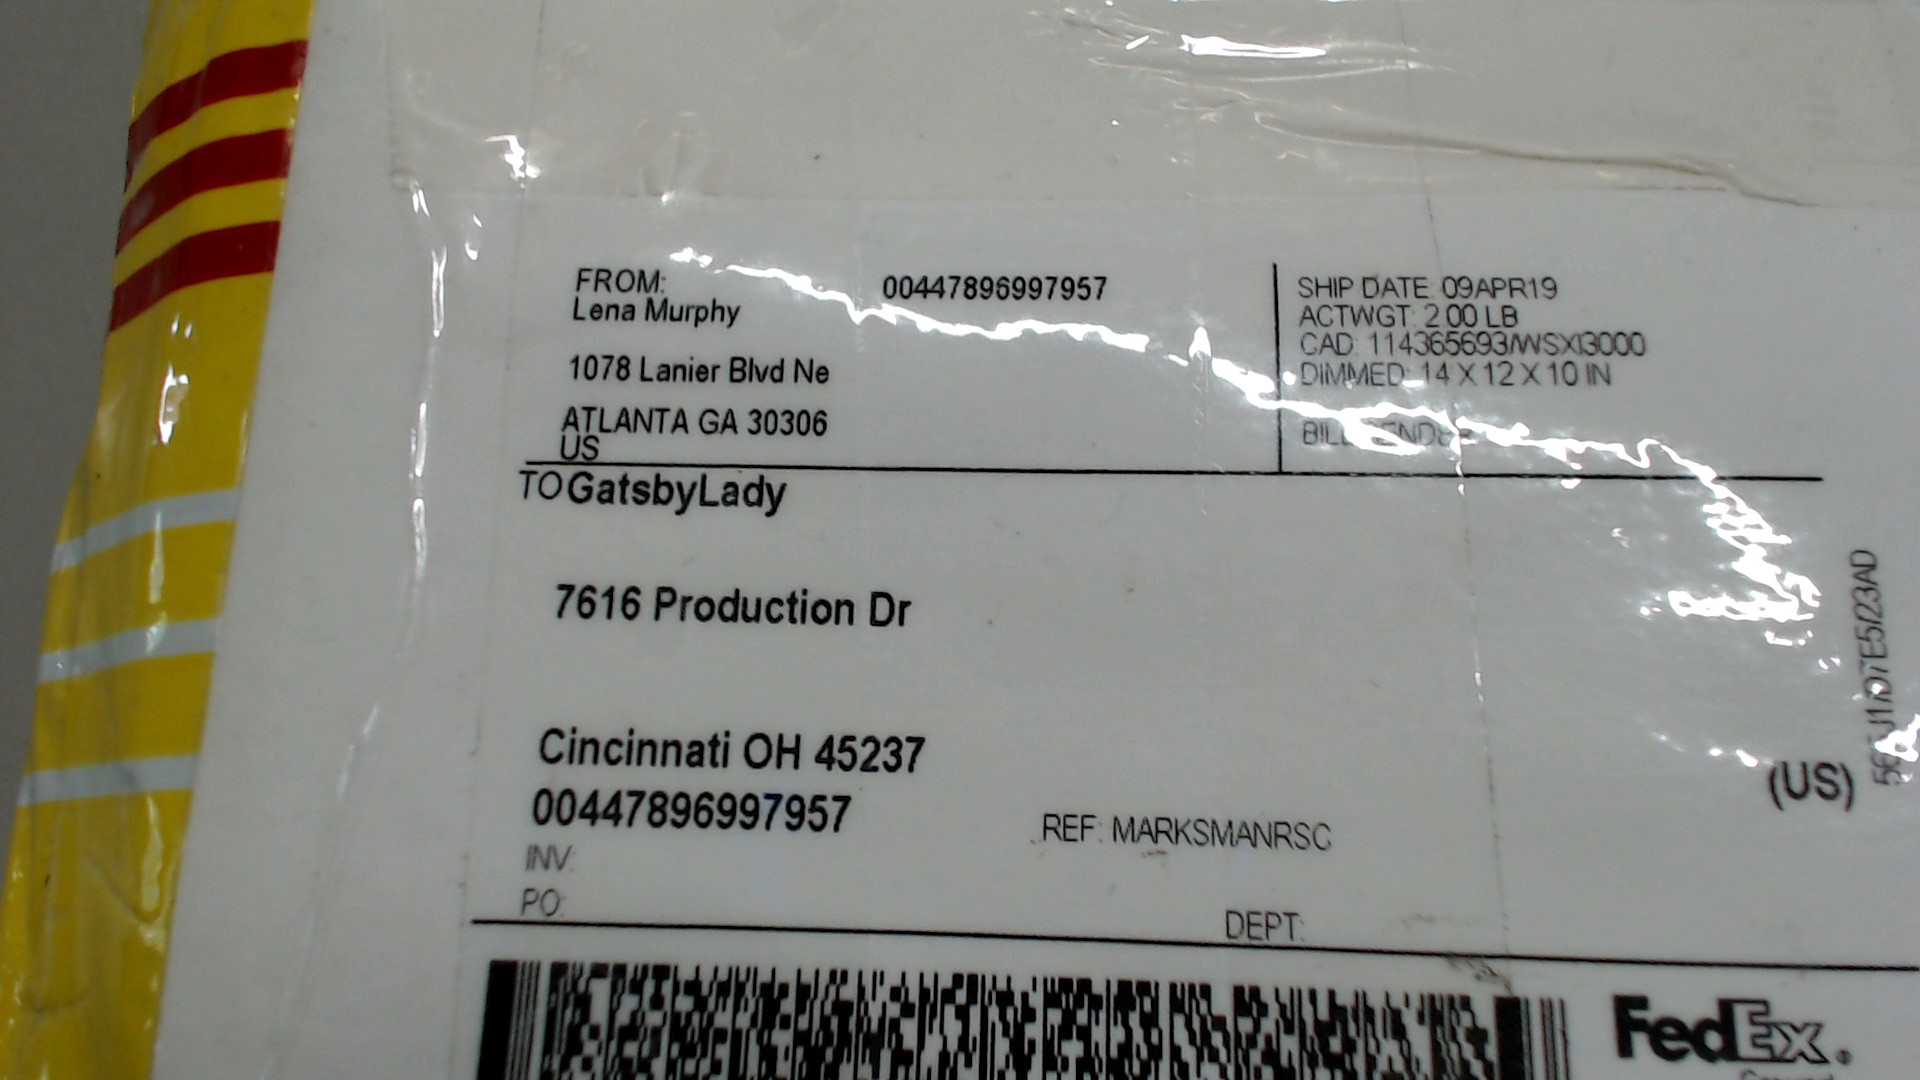 FROM:
00447896997957
Lena Murphy
1078 Lanier Blvd Ne
ATLANTA GA 30306
US
SHIP DATE: 09APR19
ACTWGT: 2.00 LB
CAD: 114365693/WSXI3000
DIMMED: 14 X 12 X 10 IN
BILL SENDER
TO GatsbyLady
7616 Production Dr
Cincinnati OH 45237
(US)
00447896997957
REF: MARKSMANRSC
INV:
PO:
DEPT:
FedEx